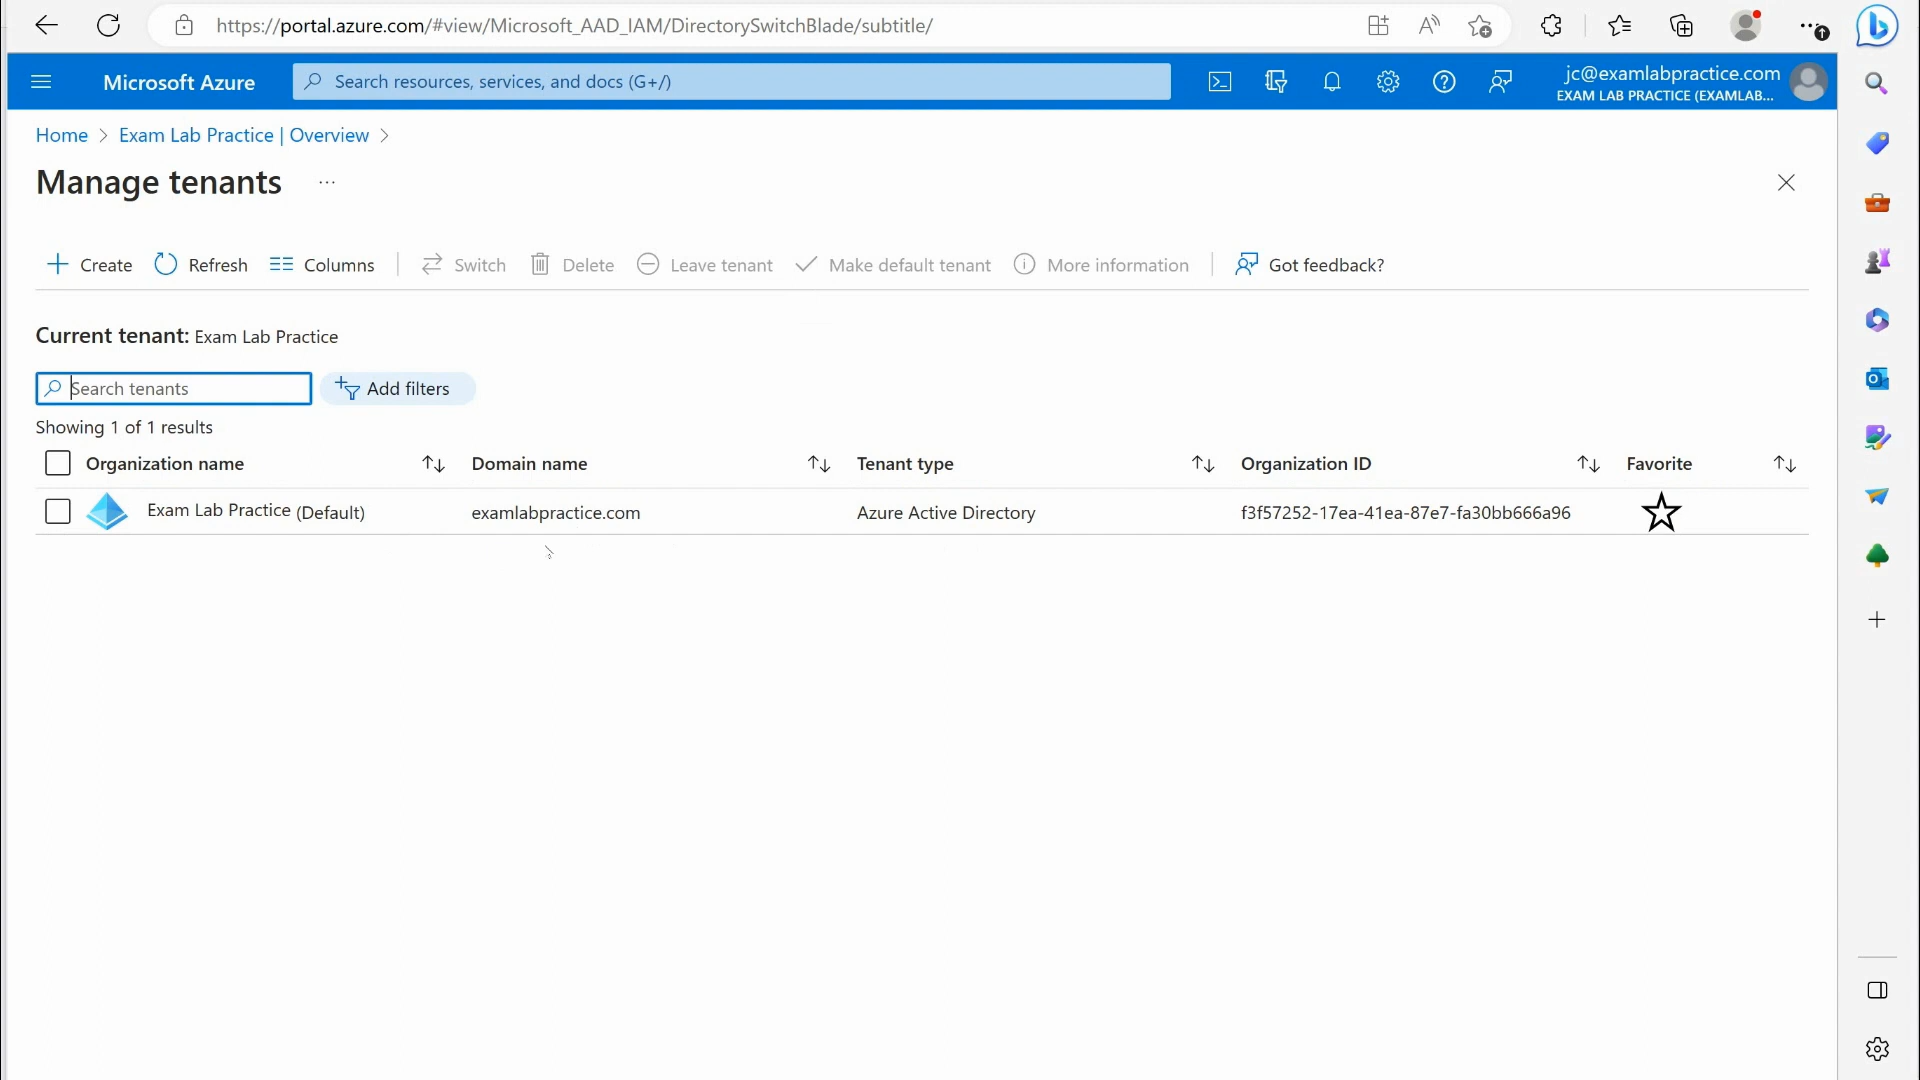 https://portal.azure.com/#view/Microsoft_AAD_IAM/DirectorySwitchBlade/subtitle/
Microsoft Azure
Search resources, services, and docs (G+/)
jc@examlabpractice.com
EXAM LAB PRACTICE (EXAMLAB...
Home > Exam Lab Practice | Overview >
Manage tenants ...
Create Refresh Columns Switch Delete Leave tenant Make default tenant More information Got feedback?
Current tenant: Exam Lab Practice
Search tenants Add filters
Showing 1 of 1 results
Organization name Domain name Tenant type Organization ID Favorite
Exam Lab Practice (Default) examlabpractice.com Azure Active Directory f3f57252-17ea-41ea-87e7-fa30bb666a96